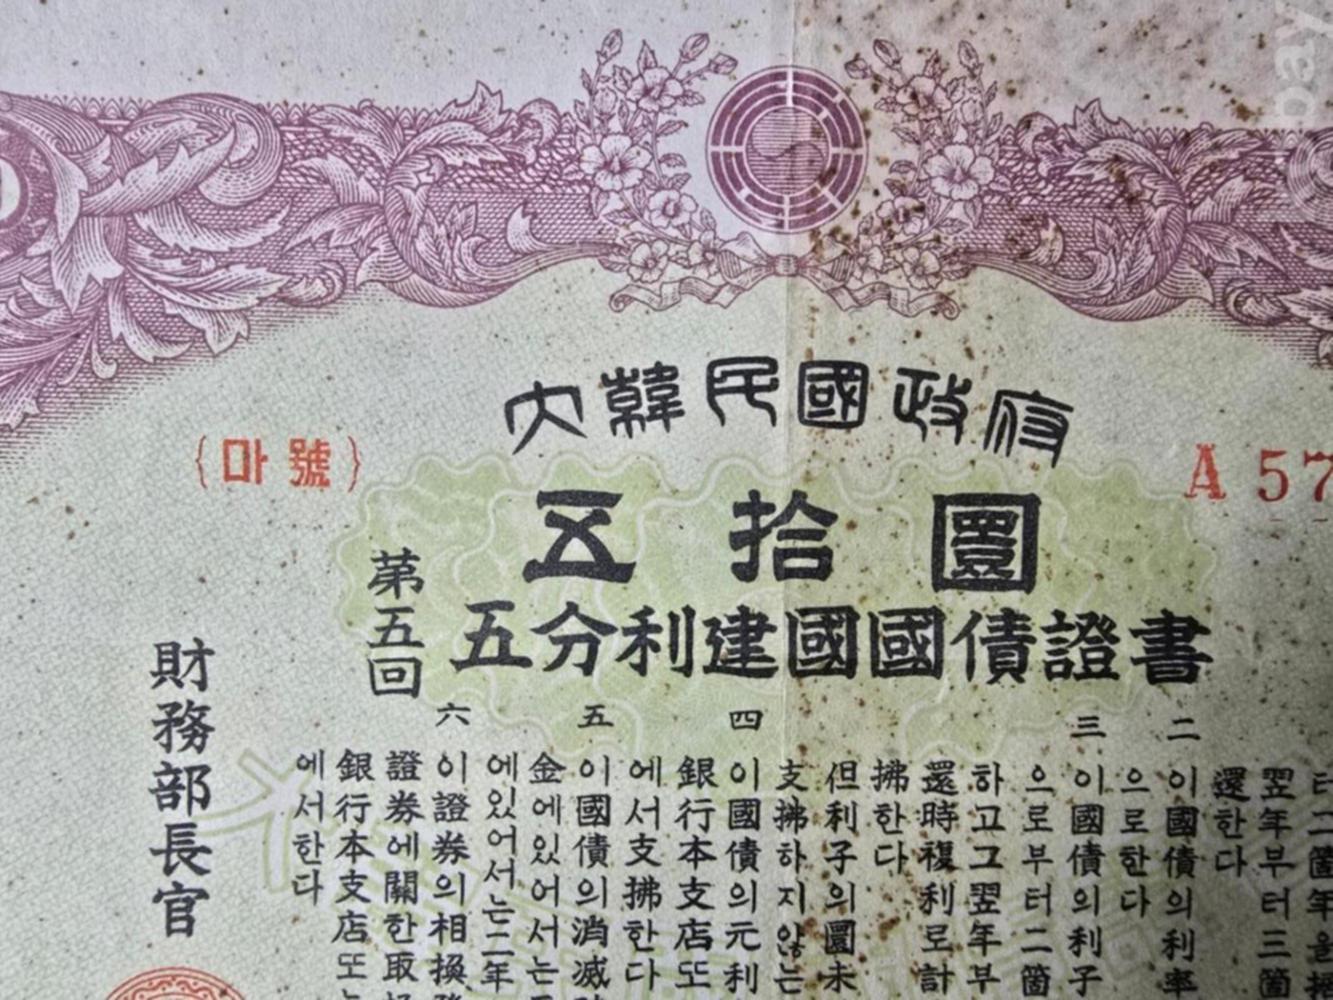 大韓民國政府
(마號)
A 57
五拾圜
第五回
五分利建國國債證書
翌年부터三箇
還한다
二 이國債의利率
으로한다
三 이國債의利子
으로부터二箇
하고그翌年부
還時複利로計
拂한다
但利子의圜未
支拂하지않는
四 이國債의元利
銀行本支店또
에서支拂한다
五 이國債의消滅
金에있어서는
에있어서는二年
六 이證券의相換
證券에關한取
銀行本支店또는
에서한다
財務部長官
pay